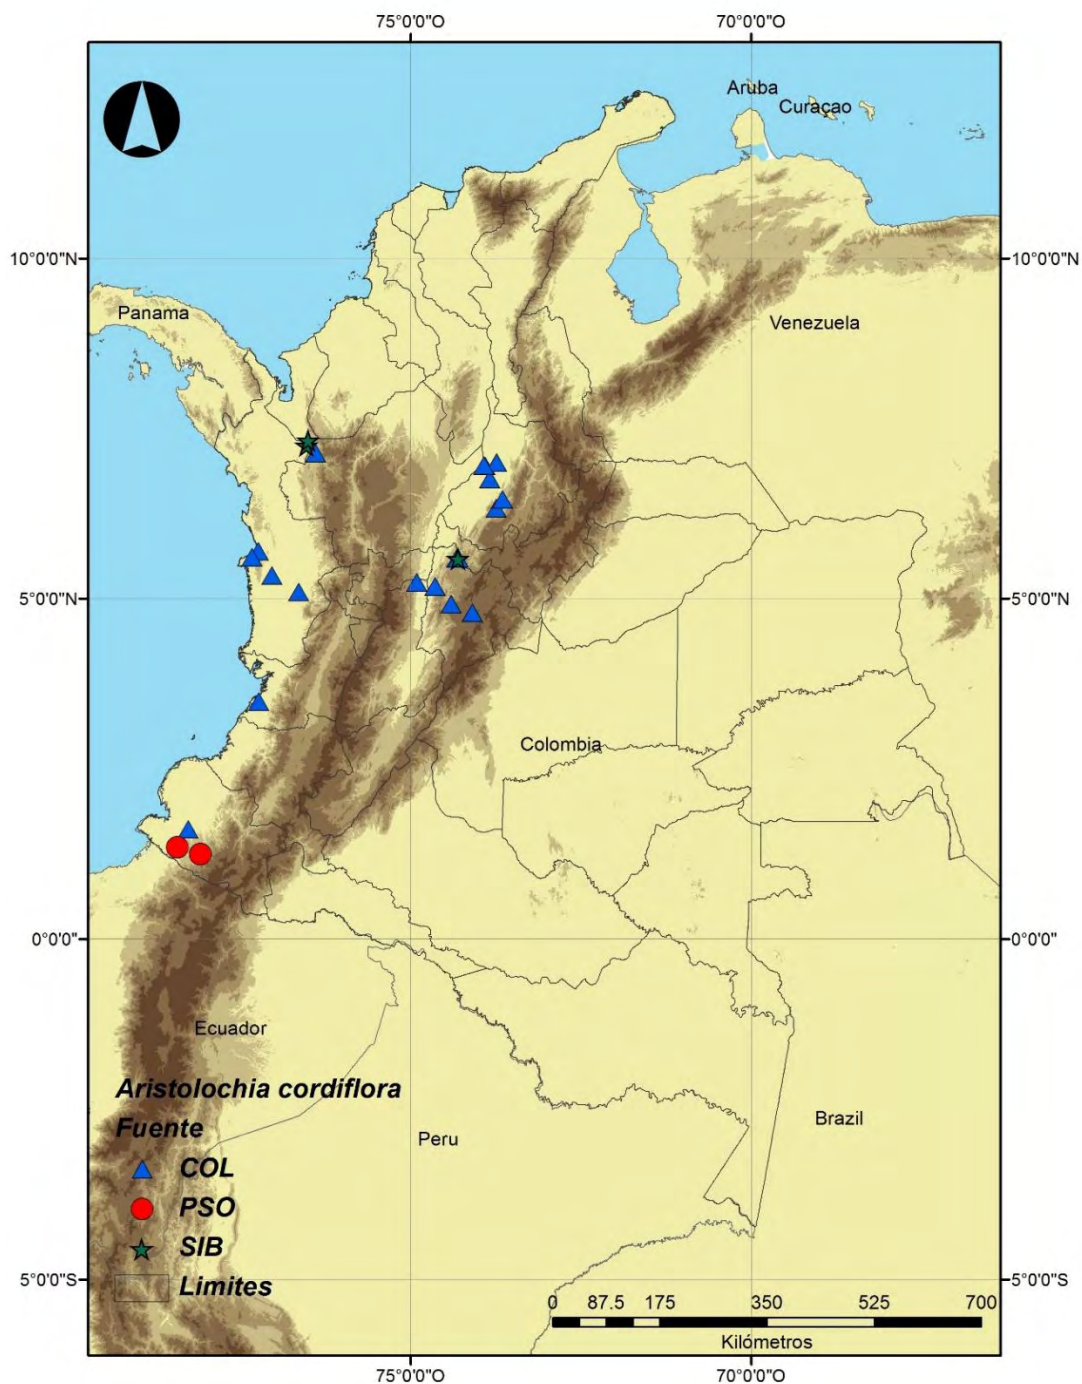 75°0'0"O 70°0'0"O
Aruba
Curaçao
10°0'0"N 10°0'0"N
Panama
Venezuela
5°0'0"N 5°0'0"N
Colombia
0°0'0" 0°0'0"
Ecuador
Aristolochia cordiflora
Brazil
Fuente
Peru
COL
PSO
SIB
Limites
5°0'0"S 5°0'0"S
0 87.5 175 350 525 700
Kilómetros
75°0'0"O 70°0'0"O